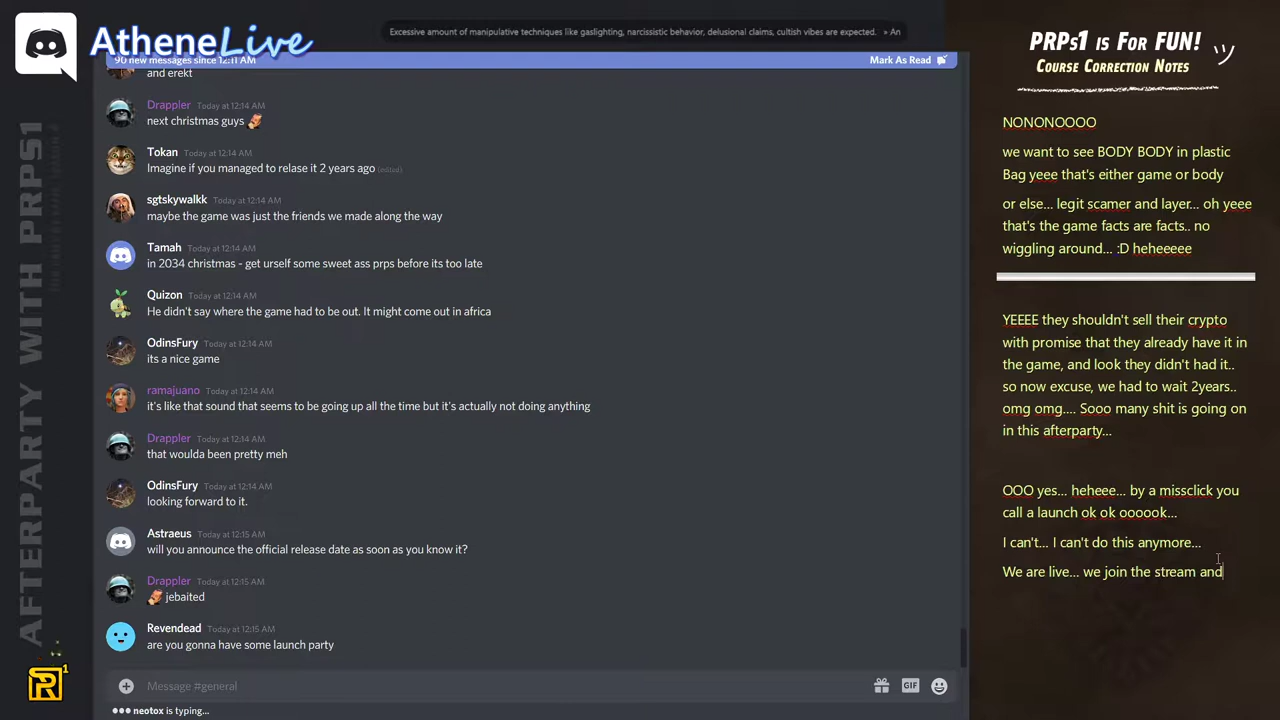 AtheneLive
Excessive amount of manipulative techniques like gaslighting, narcissistic behavior, delusional claims, cultish vibes are expected. » An
90 new messages since 12:11 AM
Mark As Read
and erekt
Drappler Today at 12:14 AM
next christmas guys
Tokan Today at 12:14 AM
Imagine if you managed to relase it 2 years ago (edited)
sgtskywalkk Today at 12:14 AM
maybe the game was just the friends we made along the way
Tamah Today at 12:14 AM
in 2034 christmas - get urself some sweet ass prps before its too late
Quizon Today at 12:14 AM
He didn't say where the game had to be out. It might come out in africa
OdinsFury Today at 12:14 AM
its a nice game
ramajuano Today at 12:14 AM
it's like that sound that seems to be going up all the time but it's actually not doing anything
Drappler Today at 12:14 AM
that woulda been pretty meh
OdinsFury Today at 12:14 AM
looking forward to it.
Astraeus Today at 12:15 AM
will you announce the official release date as soon as you know it?
Drappler Today at 12:15 AM
jebaited
Revendead Today at 12:15 AM
are you gonna have some launch party
Message #general
GIF
neotox is typing...
AFTERPARTY WITH PRPS1
R1
PRPs1 is For FUN! ツ
Course Correction Notes
NONONOOOO
we want to see BODY BODY in plastic
Bag yeee that's either game or body
or else... legit scamer and layer... oh yeee
that's the game facts are facts.. no
wiggling around... :D heheeeee
YEEEE they shouldn't sell their crypto
with promise that they already have it in
the game, and look they didn't had it..
so now excuse, we had to wait 2years..
omg omg.... Sooo many shit is going on
in this afterparty...
OOO yes... heheee... by a missclick you
call a launch ok ok ooook...
I can't... I can't do this anymore...
We are live... we join the stream and